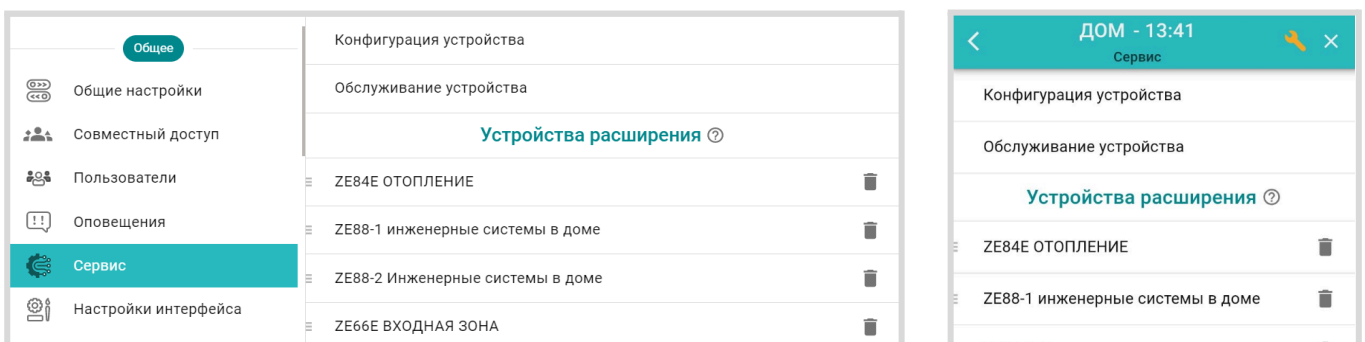 Общее
Общие настройки
Совместный доступ
Пользователи
Оповещения
Сервис
Настройки интерфейса
Конфигурация устройства
Обслуживание устройства
Устройства расширения ?
ZE84E ОТОПЛЕНИЕ
ZE88-1 инженерные системы в доме
ZE88-2 Инженерные системы в доме
ZE66E ВХОДНАЯ ЗОНА
ДОМ - 13:41
Сервис
Конфигурация устройства
Обслуживание устройства
Устройства расширения ?
ZE84E ОТОПЛЕНИЕ
ZE88-1 инженерные системы в доме